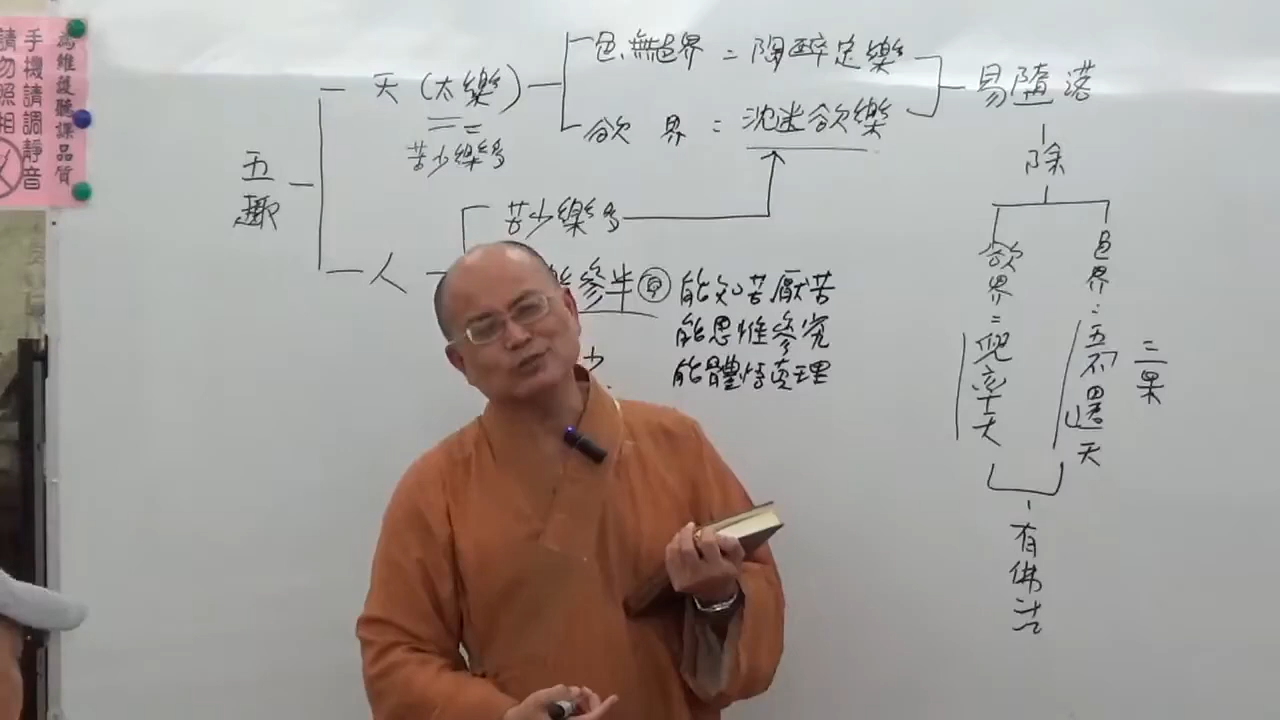 為維護聽課品質
手機請調靜音
請勿照相
五趣
天(太樂)
苦少樂多
色、無色界=陶醉定樂
欲 界=沈迷欲樂
易墮落
除
欲界=兜率天
色界=五不還天
三果
有佛法
人
苦少樂多
參半
能知苦厭苦
能思惟參究
能體悟真理
少